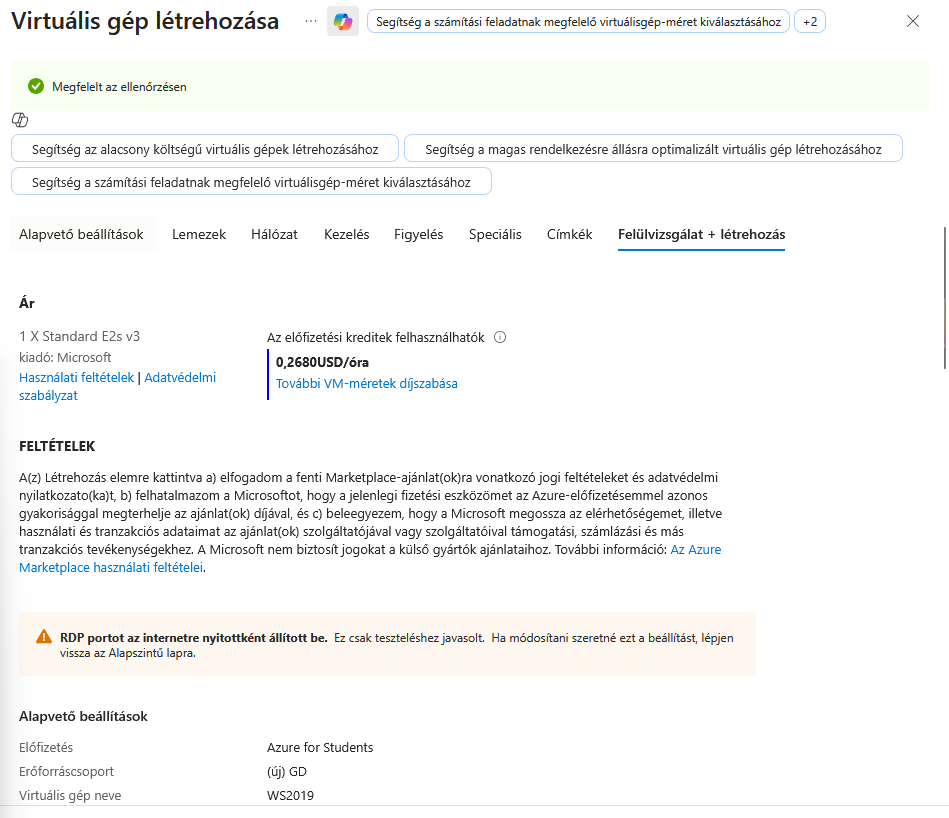 Virtuális gép létrehozása ... Segítség a számítási feladatnak megfelelő virtuálisgép-méret kiválasztásához +2
Megfelelt az ellenőrzésen
Segítség az alacsony költségű virtuális gépek létrehozásához Segítség a magas rendelkezésre állásra optimalizált virtuális gép létrehozásához
Segítség a számítási feladatnak megfelelő virtuálisgép-méret kiválasztásához
Alapvető beállítások Lemezek Hálózat Kezelés Figyelés Speciális Címkék Felülvizsgálat + létrehozás
Ár
1 X Standard E2s v3
kiadó: Microsoft
Használati feltételek | Adatvédelmi
szabályzat
Az előfizetési kreditek felhasználhatók
0,2680USD/óra
További VM-méretek díjszabása
FELTÉTELEK
A(z) Létrehozás elemre kattintva a) elfogadom a fenti Marketplace-ajánlat(ok)ra vonatkozó jogi feltételeket és adatvédelmi
nyilatkozato(ka)t, b) felhatalmazom a Microsoftot, hogy a jelenlegi fizetési eszközömet az Azure-előfizetésemmel azonos
gyakorisággal megterhelje az ajánlat(ok) díjával, és c) beleegyezem, hogy a Microsoft megossza az elérhetőségemet, illetve
használati és tranzakciós adataimat az ajánlat(ok) szolgáltatójával vagy szolgáltatóival támogatási, számlázási és más
tranzakciós tevékenységekhez. A Microsoft nem biztosít jogokat a külső gyártók ajánlataihoz. További információ: Az Azure
Marketplace használati feltételei.
RDP portot az internetre nyitottként állított be. Ez csak teszteléshez javasolt. Ha módosítani szeretné ezt a beállítást, lépjen
vissza az Alapszintű lapra.
Alapvető beállítások
Előfizetés Azure for Students
Erőforráscsoport (új) GD
Virtuális gép neve WS2019